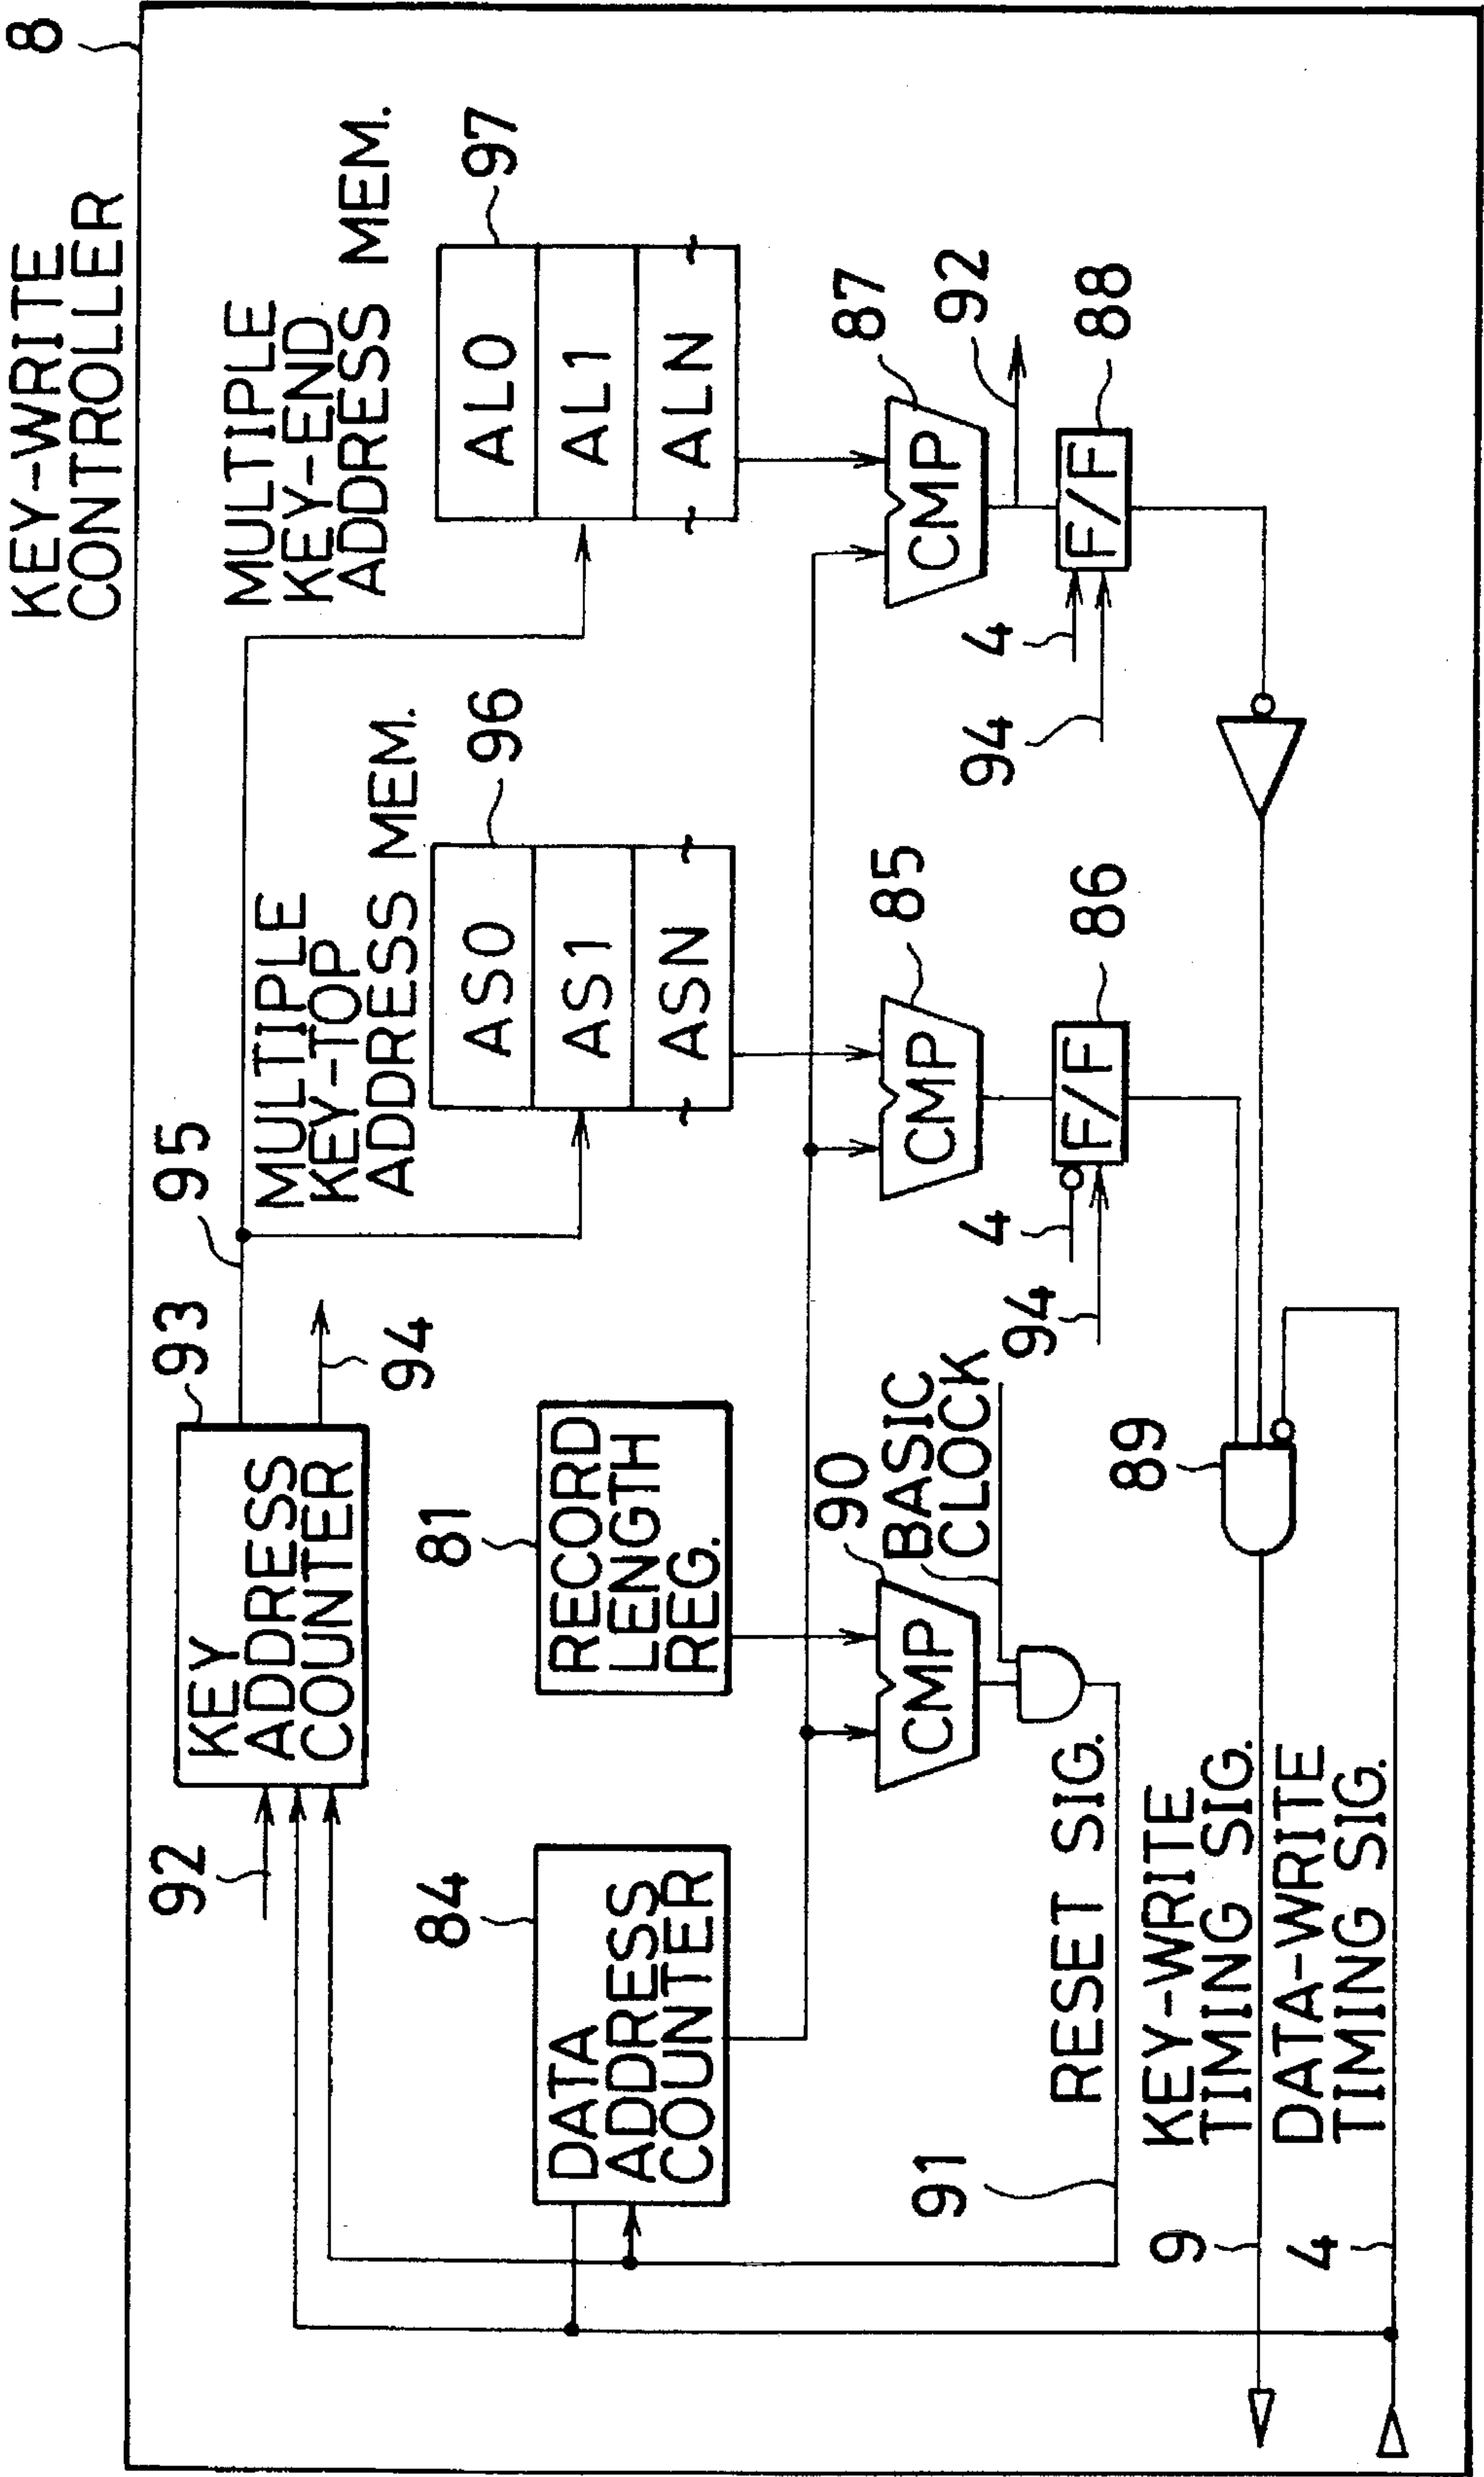 KEY-WRITE
CONTROLLER
8
92
93
95
KEY
ADDRESS
COUNTER
94
MULTIPLE
KEY-TOP
ADDRESS MEM.
MULTIPLE
KEY-END
ADDRESS MEM.
84
81
96
97
DATA
ADDRESS
COUNTER
RECORD
LENGTH
REG.
AS0
AS1
ASN
AL0
AL1
ALN
90
85
87
CMP
CMP
CMP
BASIC
CLOCK
92
91
RESET SIG.
4
94
F/F
86
4
94
F/F
88
89
9
KEY-WRITE
TIMING SIG.
4
DATA-WRITE
TIMING SIG.